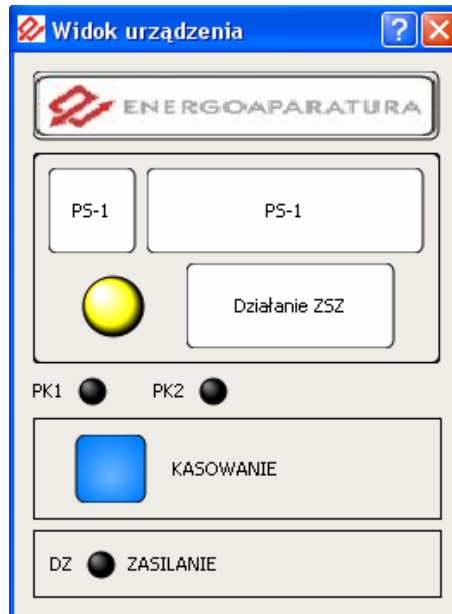 Widok urządzenia
ENERGOAPARATURA
PS-1 PS-1
Działanie ZSZ
PK1 PK2
KASOWANIE
DZ ZASILANIE